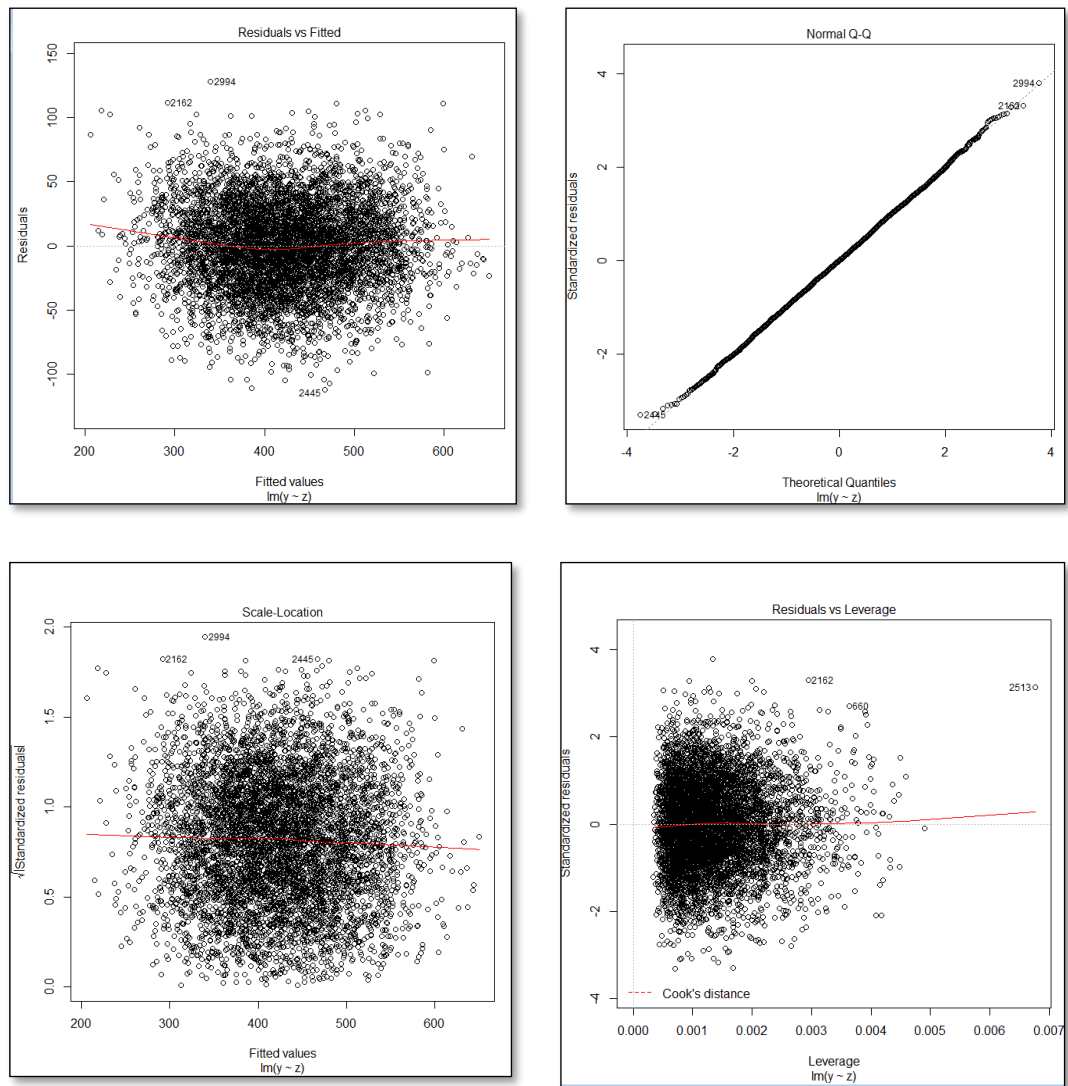 Residuals vs Fitted
150
100
50
0
-50
-100
Residuals
2994
2162
2445
200 300 400 500 600
Fitted values
lm(y ~ z)
Normal Q-Q
4
2
0
-2
Standardized residuals
2994
2162
2445
-4 -2 0 2 4
Theoretical Quantiles
lm(y ~ z)
Scale-Location
2.0
1.5
1.0
0.5
0.0
√|Standardized residuals|
2994
2162
2445
200 300 400 500 600
Fitted values
lm(y ~ z)
Residuals vs Leverage
4
2
0
-2
-4
Standardized residuals
2162
2513
660
Cook's distance
0.000 0.001 0.002 0.003 0.004 0.005 0.006 0.007
Leverage
lm(y ~ z)